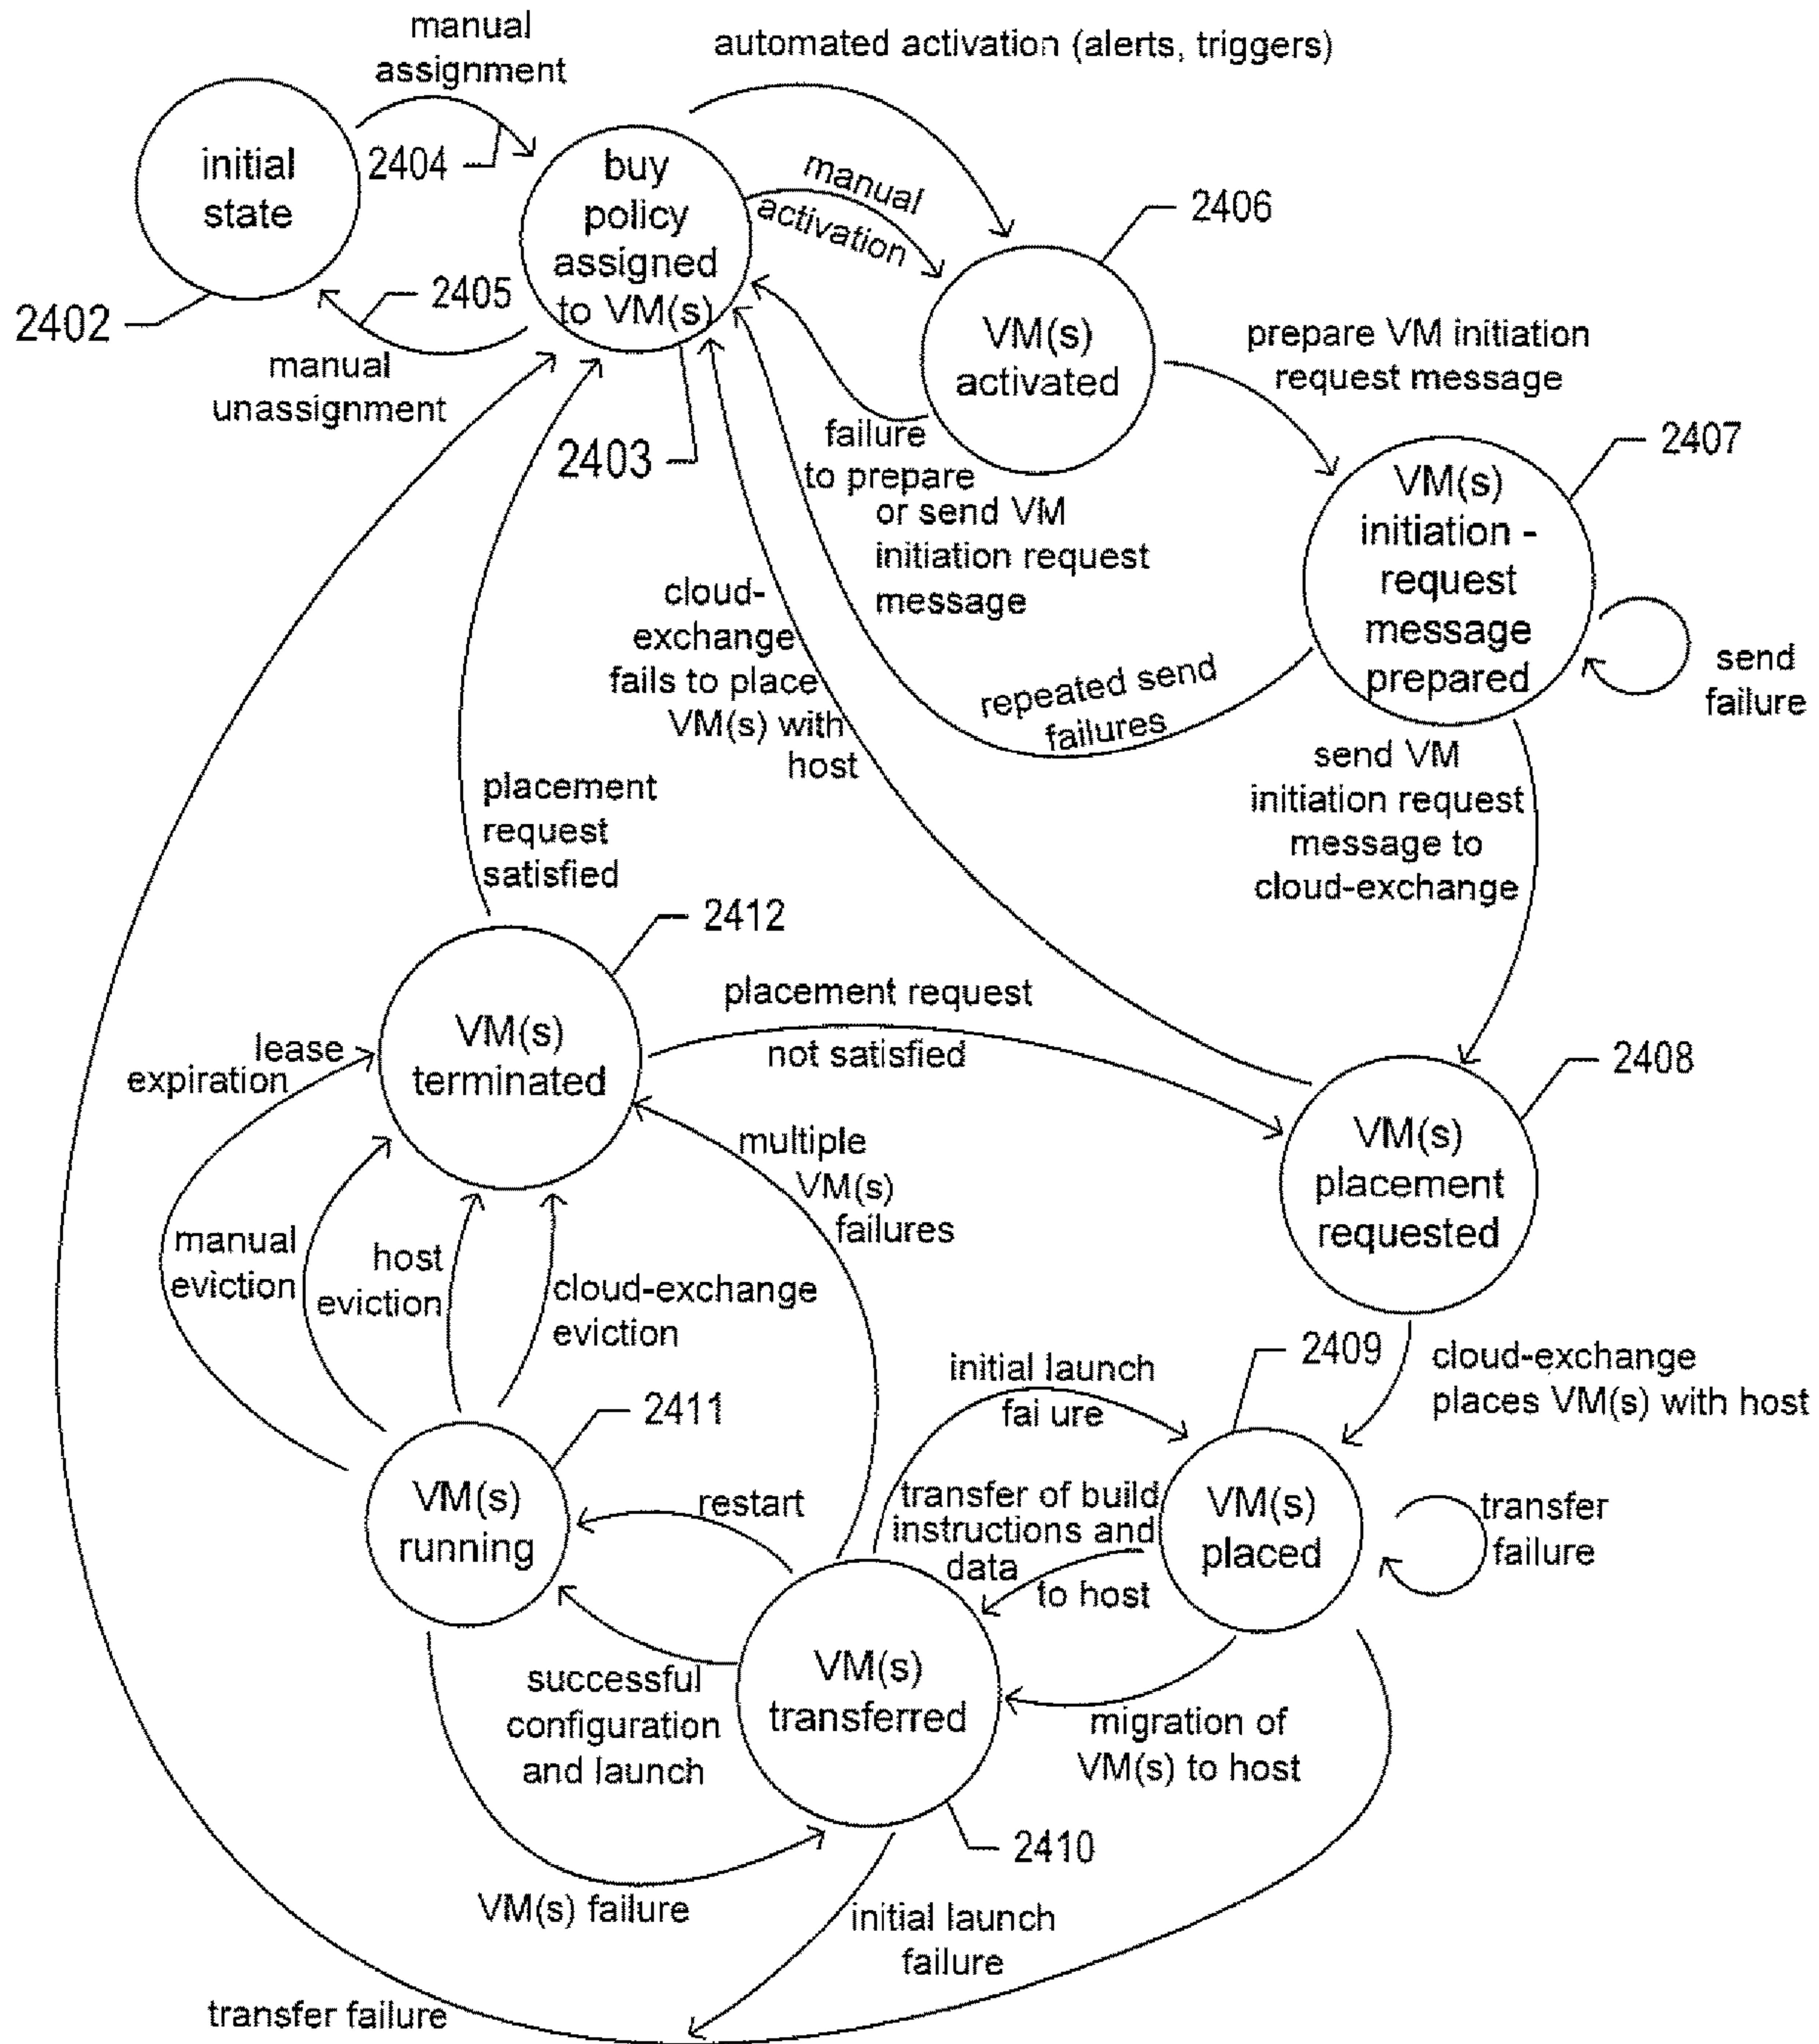 manual
assignment
automated activation (alerts, triggers)
initial
state
2404
buy
policy
assigned
to VM(s)
manual
activation
2406
2402
2405
manual
unassignment
2403
VM(s)
activated
prepare VM initiation
request message
failure
to prepare
or send VM
initiation request
message
2407
VM(s)
initiation -
request
message
prepared
send
failure
cloud-
exchange
fails to place
VM(s) with
host
repeated send
failures
send VM
initiation request
message to
cloud-exchange
placement
request
satisfied
2412
VM(s)
terminated
placement request
not satisfied
2408
VM(s)
placement
requested
lease
expiration
multiple
VM(s)
failures
manual
eviction
host
eviction
cloud-exchange
eviction
2409
cloud-exchange
places VM(s) with host
initial launch
fai ure
2411
VM(s)
running
restart
transfer of build
instructions and
data
to host
VM(s)
placed
transfer
failure
successful
configuration
and launch
VM(s)
transferred
migration of
VM(s) to host
2410
VM(s) failure
initial launch
failure
transfer failure